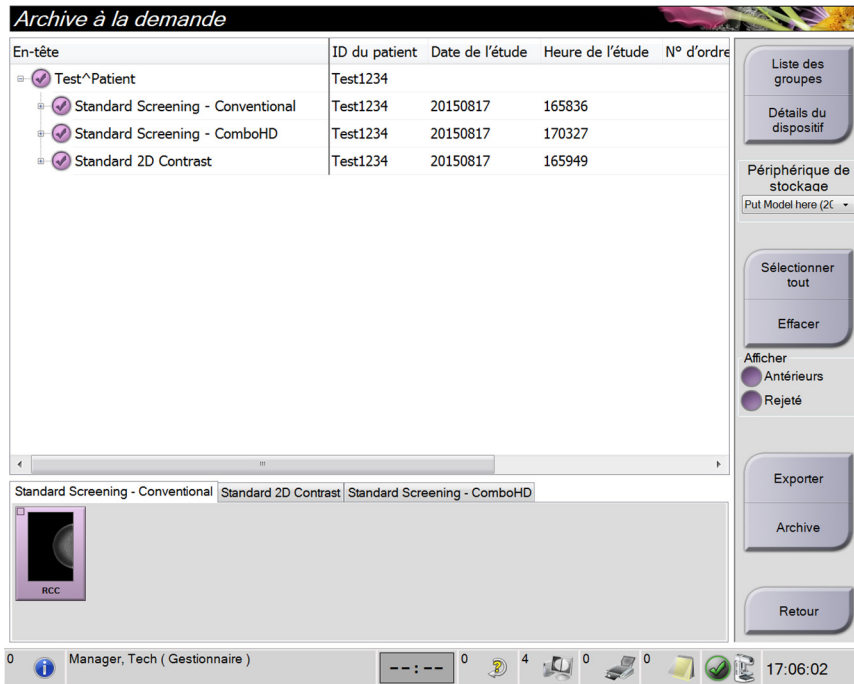 Archive à la demande
En-tête ID du patient Date de l'étude Heure de l'étude N° d'ordre
Test^Patient Test1234
Standard Screening - Conventional Test1234 20150817 165836
Standard Screening - ComboHD Test1234 20150817 170327
Standard 2D Contrast Test1234 20150817 165949
Standard Screening - Conventional Standard 2D Contrast Standard Screening - ComboHD
RCC
Liste des
groupes
Détails du
dispositif
Périphérique de
stockage
Put Model here (20
Sélectionner
tout
Effacer
Afficher
Antérieurs
Rejeté
Exporter
Archive
Retour
0 Manager, Tech ( Gestionnaire ) --:-- 0 4 0 0 17:06:02